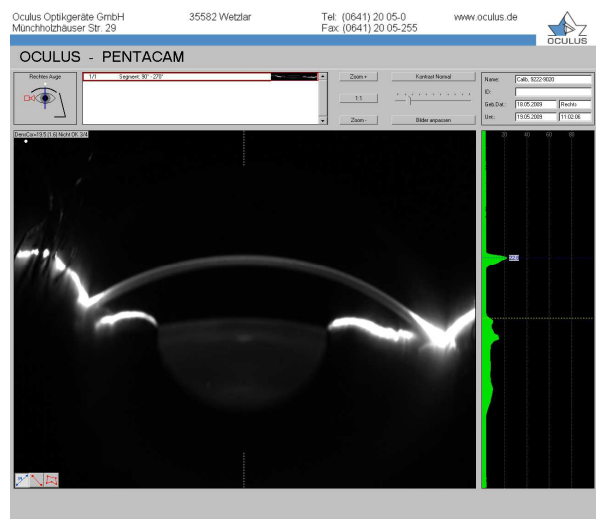 Oculus Optikgeräte GmbH 35582 Wetzlar Tel: (0641) 20 05-0 www.oculus.de
Münchholzhäuser Str. 29 Fax: (0641) 20 05-255
OCULUS
OCULUS - PENTACAM
Rechtes Auge
1/1 Segment: 90° - 270°
Zoom +
1:1
Zoom -
Kontrast Normal
Bilder anpassen
Name: Calib, 9222-9020
ID:
Geb.Dat.: 18.05.2009 Rechts
Unt.: 19.05.2009 11:02:06
20 40 60 80
22.0